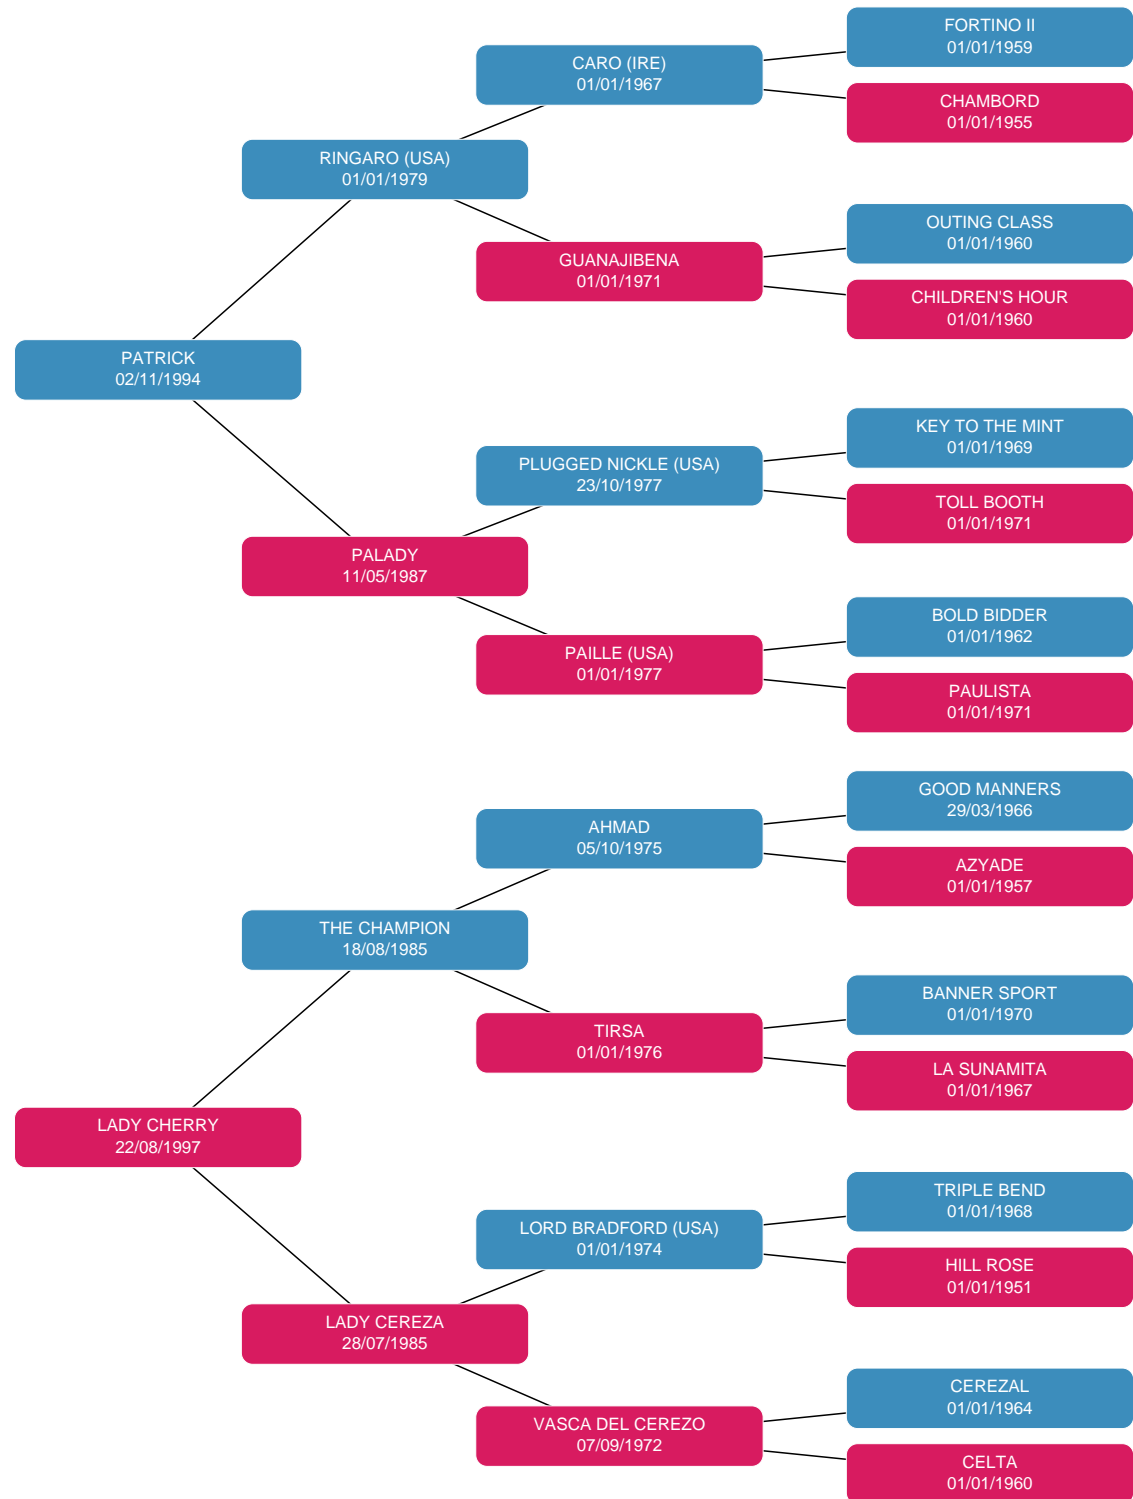 FORTINO II
01/01/1959
CARO (IRE)
01/01/1967
CHAMBORD
01/01/1955
RINGARO (USA)
01/01/1979
OUTING CLASS
01/01/1960
GUANAJIBENA
01/01/1971
CHILDREN'S HOUR
01/01/1960
PATRICK
02/11/1994
KEY TO THE MINT
01/01/1969
PLUGGED NICKLE (USA)
23/10/1977
TOLL BOOTH
01/01/1971
PALADY
11/05/1987
BOLD BIDDER
01/01/1962
PAILLE (USA)
01/01/1977
PAULISTA
01/01/1971
GOOD MANNERS
29/03/1966
AHMAD
05/10/1975
AZYADE
01/01/1957
THE CHAMPION
18/08/1985
BANNER SPORT
01/01/1970
TIRSA
01/01/1976
LA SUNAMITA
01/01/1967
LADY CHERRY
22/08/1997
TRIPLE BEND
01/01/1968
LORD BRADFORD (USA)
01/01/1974
HILL ROSE
01/01/1951
LADY CEREZA
28/07/1985
CEREZAL
01/01/1964
VASCA DEL CEREZO
07/09/1972
CELTA
01/01/1960